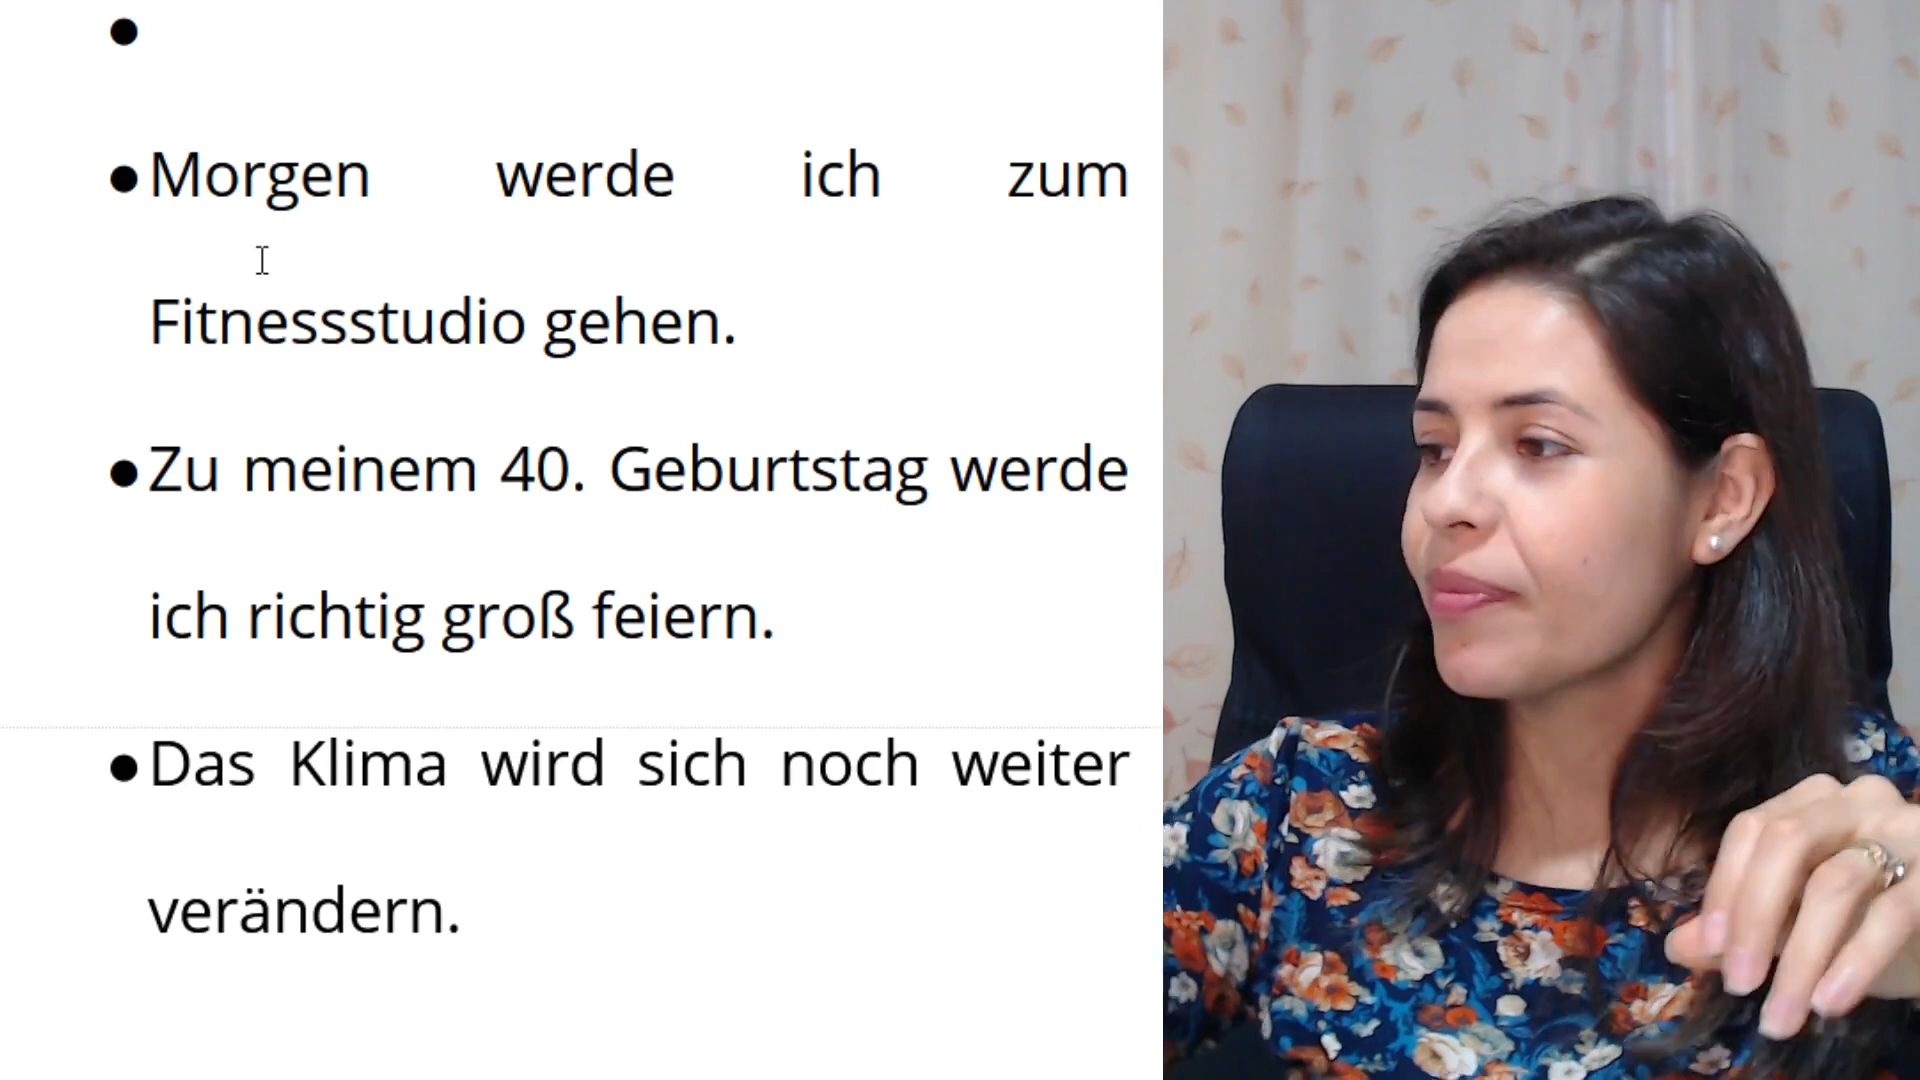 Morgen werde ich zum
Fitnessstudio gehen.
Zu meinem 40. Geburtstag werde
ich richtig groß feiern.
Das Klima wird sich noch weiter
verändern.